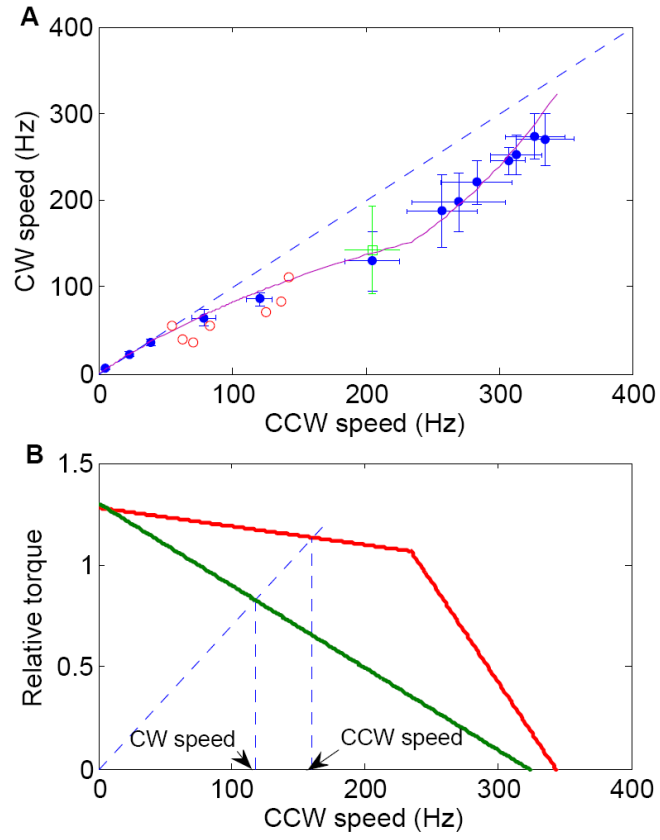 A
400
300
200
100
0
CW speed (Hz)
0 100 200 300 400
CCW speed (Hz)
B
1.5
1
0.5
0
Relative torque
CW speed
CCW speed
0 100 200 300 400
CCW speed (Hz)